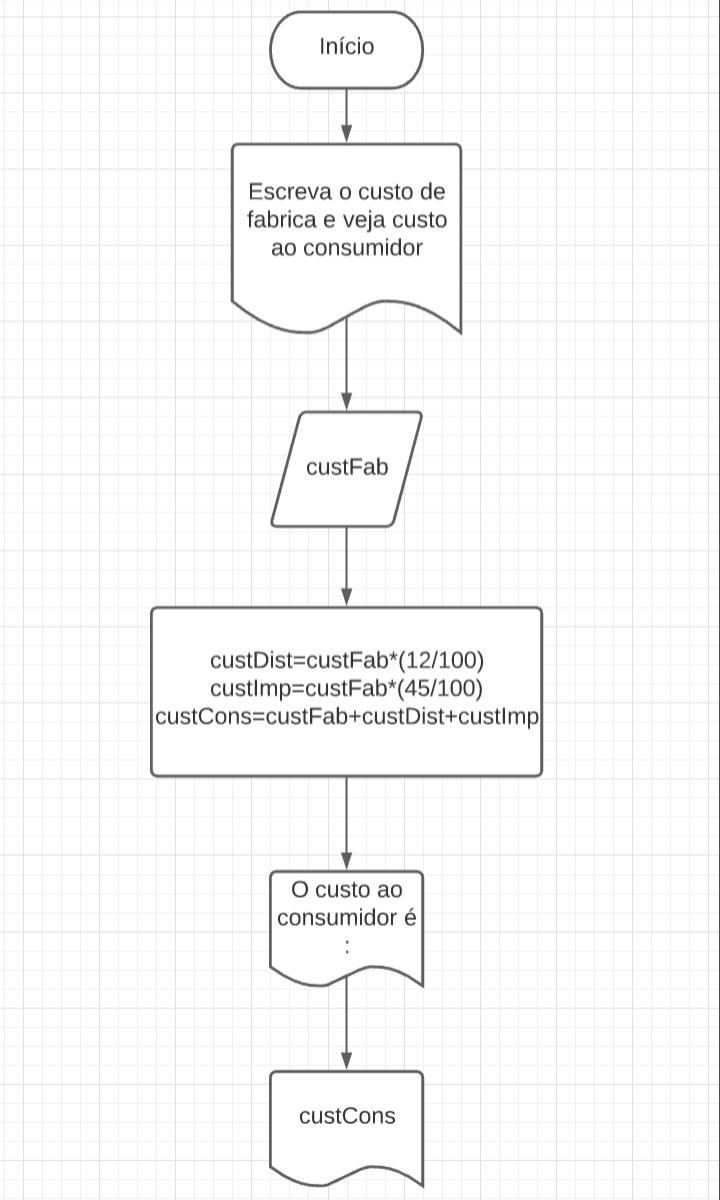 Início
Escreva o custo de
fabrica e veja custo
ao consumidor
custFab
custDist=custFab*(12/100)
custImp=custFab*(45/100)
custCons=custFab+custDist+custImp
O custo ao
consumidor é
:
custCons